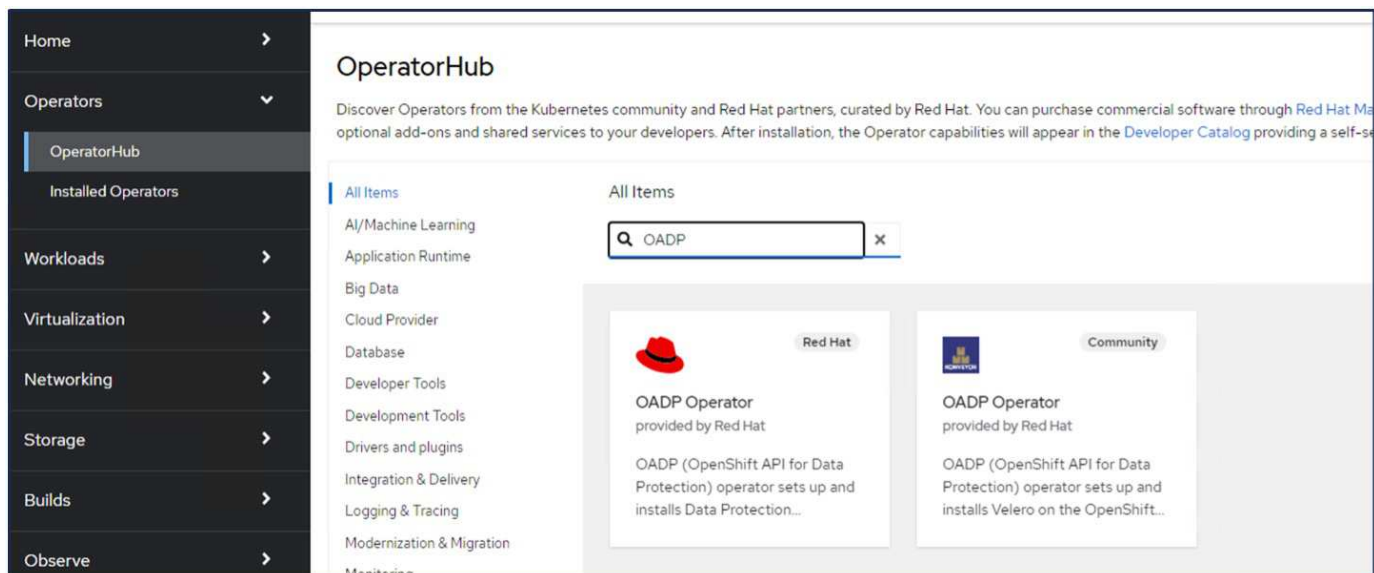 Home
Operators
OperatorHub
Installed Operators
Workloads
Virtualization
Networking
Storage
Builds
Observe
OperatorHub
Discover Operators from the Kubernetes community and Red Hat partners, curated by Red Hat. You can purchase commercial software through Red Hat Ma
optional add-ons and shared services to your developers. After installation, the Operator capabilities will appear in the Developer Catalog providing a self-se
All Items
AI/Machine Learning
Application Runtime
Big Data
Cloud Provider
Database
Developer Tools
Development Tools
Drivers and plugins
Integration & Delivery
Logging & Tracing
Modernization & Migration
Monitoring
All Items
OADP
Red Hat
OADP Operator
provided by Red Hat
OADP (OpenShift API for Data
Protection) operator sets up and
installs Data Protection...
Community
KONVEYOR
OADP Operator
provided by Red Hat
OADP (OpenShift API for Data
Protection) operator sets up and
installs Velero on the OpenShift...